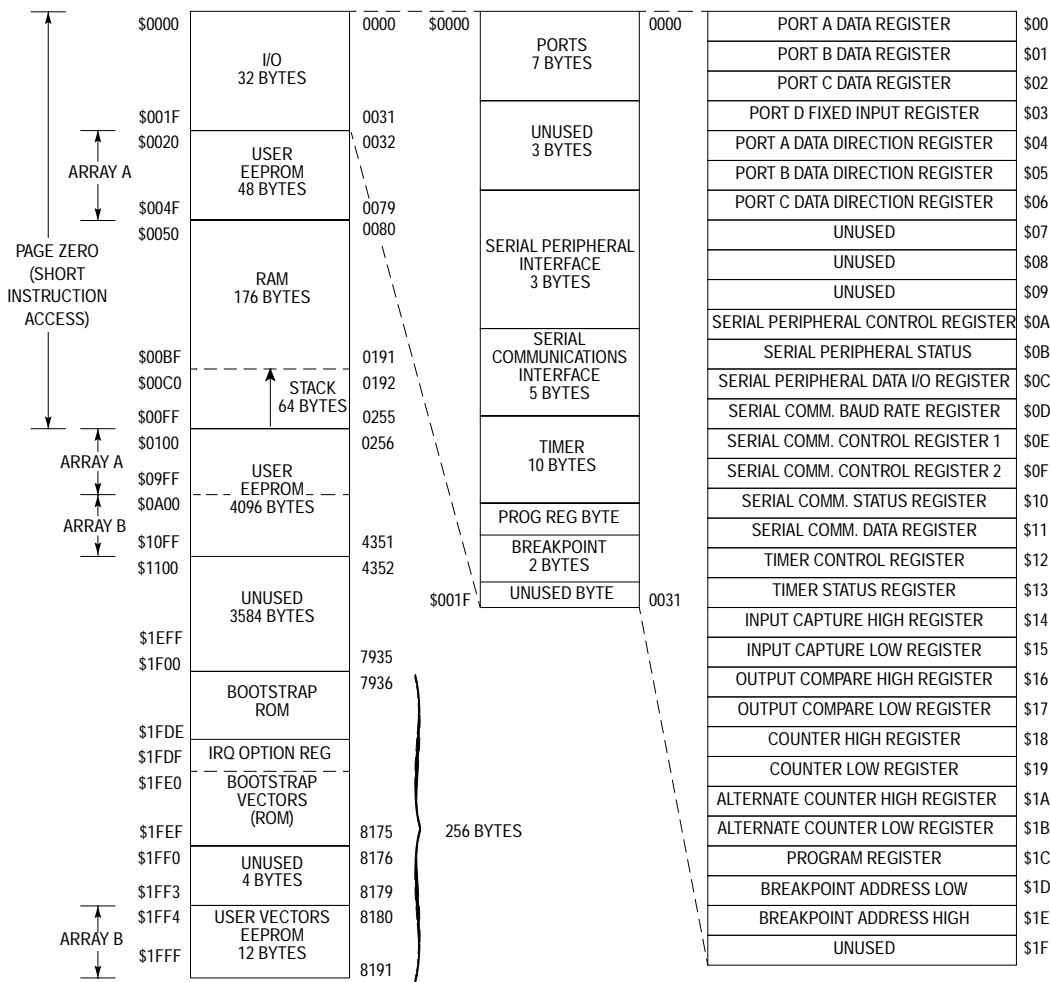 $0000
0000
I/O
32 BYTES
$001F
0031
$0020
0032
ARRAY A
USER
EEPROM
48 BYTES
$004F
0079
$0050
0080
PAGE ZERO
(SHORT
INSTRUCTION
ACCESS)
RAM
176 BYTES
$00BF
0191
$00C0
0192
STACK
64 BYTES
$00FF
0255
$0100
0256
ARRAY A
$09FF
USER
EEPROM
4096 BYTES
$0A00
ARRAY B
$10FF
4351
$1100
4352
UNUSED
3584 BYTES
$1EFF
7935
$1F00
7936
BOOTSTRAP
ROM
$1FDE
$1FDF
IRQ OPTION REG
$1FE0
BOOTSTRAP
VECTORS
(ROM)
$1FEF
8175
$1FF0
8176
UNUSED
4 BYTES
$1FF3
8179
$1FF4
8180
ARRAY B
USER VECTORS
EEPROM
12 BYTES
$1FFF
8191
256 BYTES
$0000
0000
PORTS
7 BYTES
UNUSED
3 BYTES
SERIAL PERIPHERAL
INTERFACE
3 BYTES
SERIAL
COMMUNICATIONS
INTERFACE
5 BYTES
TIMER
10 BYTES
PROG REG BYTE
BREAKPOINT
2 BYTES
$001F
UNUSED BYTE
0031
PORT A DATA REGISTER $00
PORT B DATA REGISTER $01
PORT C DATA REGISTER $02
PORT D FIXED INPUT REGISTER $03
PORT A DATA DIRECTION REGISTER $04
PORT B DATA DIRECTION REGISTER $05
PORT C DATA DIRECTION REGISTER $06
UNUSED $07
UNUSED $08
UNUSED $09
SERIAL PERIPHERAL CONTROL REGISTER $0A
SERIAL PERIPHERAL STATUS $0B
SERIAL PERIPHERAL DATA I/O REGISTER $0C
SERIAL COMM. BAUD RATE REGISTER $0D
SERIAL COMM. CONTROL REGISTER 1 $0E
SERIAL COMM. CONTROL REGISTER 2 $0F
SERIAL COMM. STATUS REGISTER $10
SERIAL COMM. DATA REGISTER $11
TIMER CONTROL REGISTER $12
TIMER STATUS REGISTER $13
INPUT CAPTURE HIGH REGISTER $14
INPUT CAPTURE LOW REGISTER $15
OUTPUT COMPARE HIGH REGISTER $16
OUTPUT COMPARE LOW REGISTER $17
COUNTER HIGH REGISTER $18
COUNTER LOW REGISTER $19
ALTERNATE COUNTER HIGH REGISTER $1A
ALTERNATE COUNTER LOW REGISTER $1B
PROGRAM REGISTER $1C
BREAKPOINT ADDRESS LOW $1D
BREAKPOINT ADDRESS HIGH $1E
UNUSED $1F